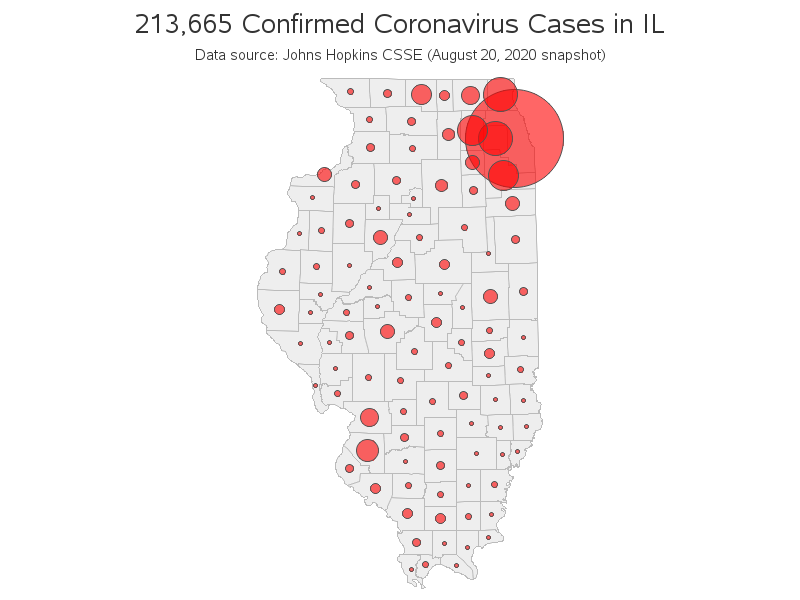 213,665 Confirmed Coronavirus Cases in IL
Data source: Johns Hopkins CSSE (August 20, 2020 snapshot)